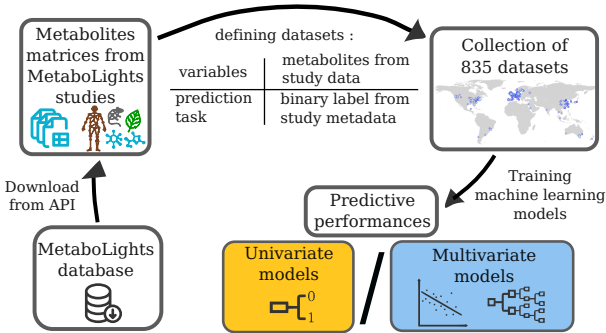 Metabolites
matrices from
MetaboLights
studies
defining datasets :
variables
metabolites from
study data
prediction
task
binary label from
study metadata
Collection of
835 datasets
Download
from API
Training
machine learning
models
MetaboLights
database
Predictive
performances
Univariate
models
0
1
Multivariate
models